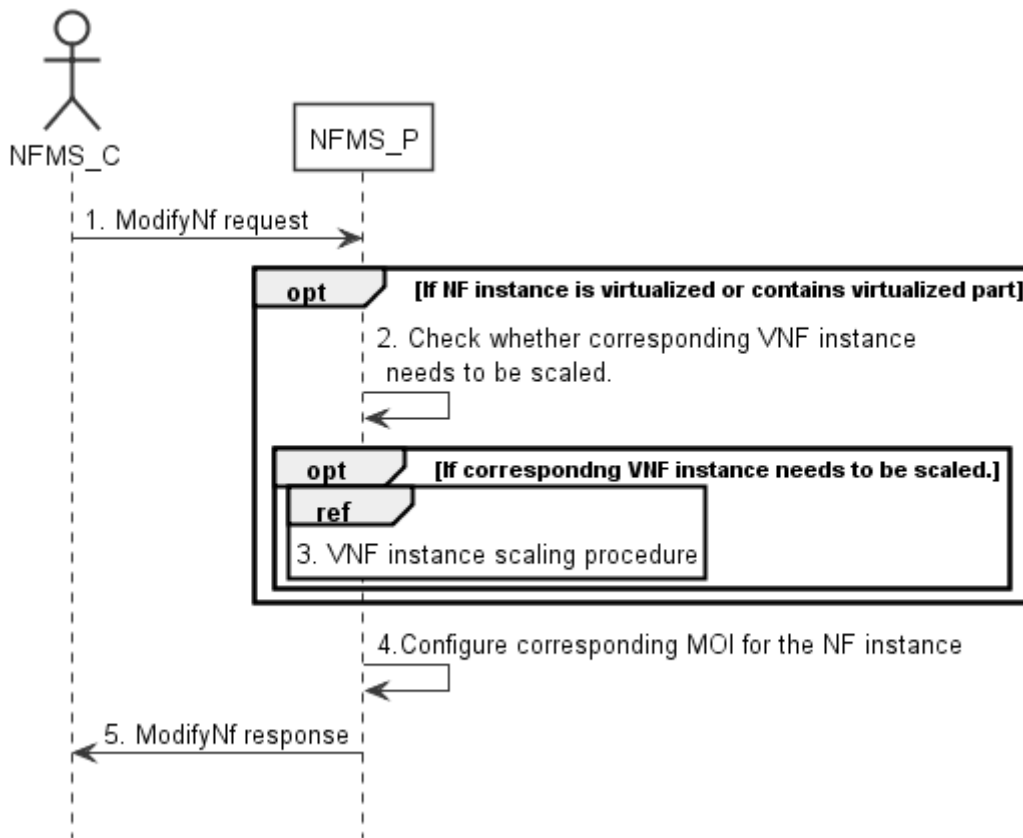 NFMS_C
NFMS_P
1. ModifyNf request
opt
[If NF instance is virtualized or contains virtualized part]
2. Check whether corresponding VNF instance
needs to be scaled.
opt
[If correspondng VNF instance needs to be scaled.]
ref
3. VNF instance scaling procedure
4.Configure corresponding MOI for the NF instance
5. ModifyNf response